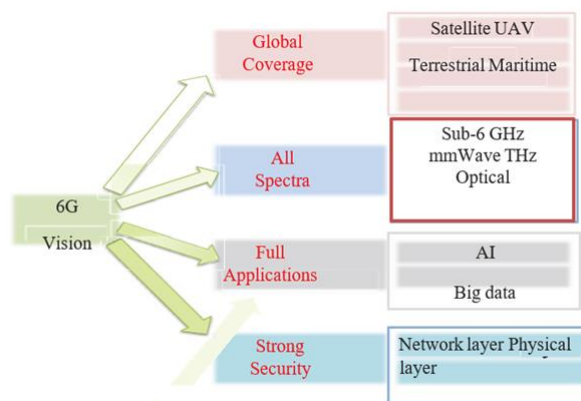 6G
Vision
Global
Coverage
Satellite UAV
Terrestrial Maritime
All
Spectra
Sub-6 GHz
mmWave THz
Optical
Full
Applications
AI
Big data
Strong
Security
Network layer Physical
layer